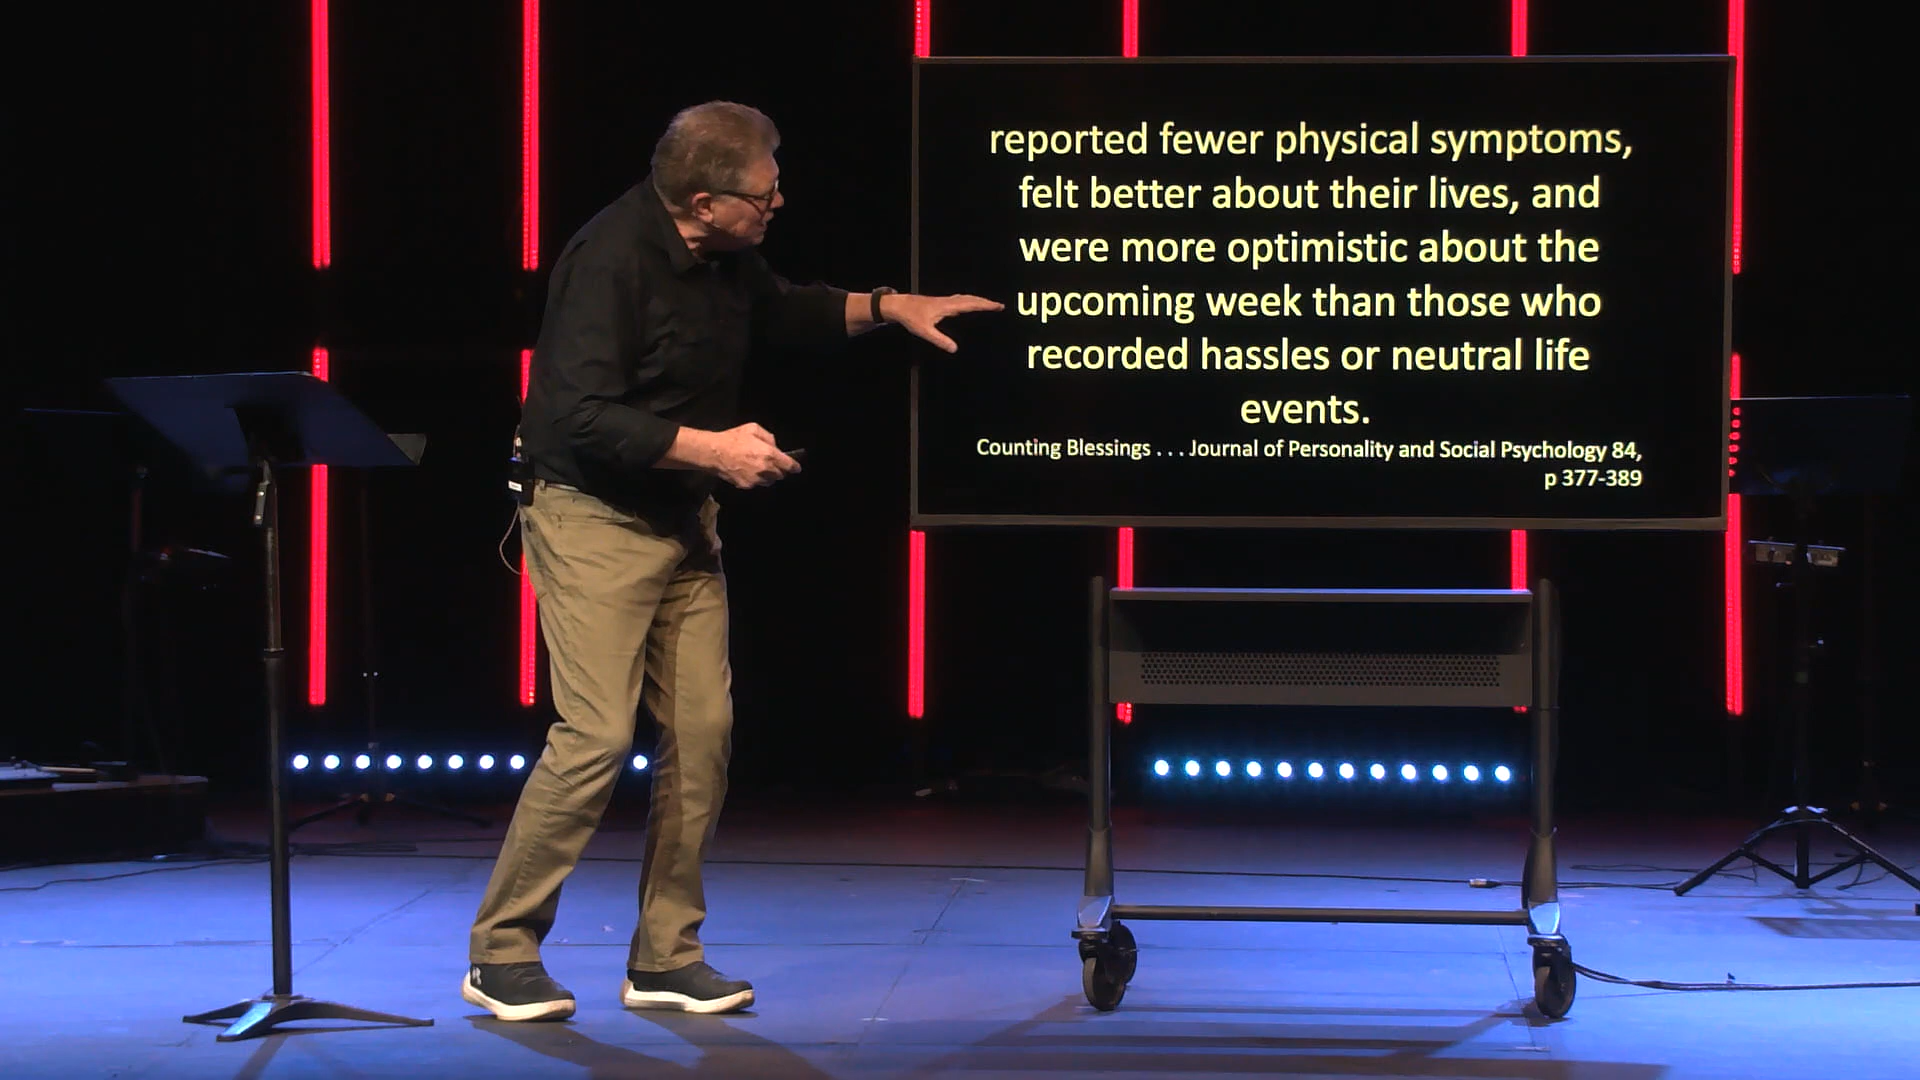 reported fewer physical symptoms,
felt better about their lives, and
were more optimistic about the
upcoming week than those who
recorded hassles or neutral life
events.
Counting Blessings . . . Journal of Personality and Social Psychology 84,
p 377-389